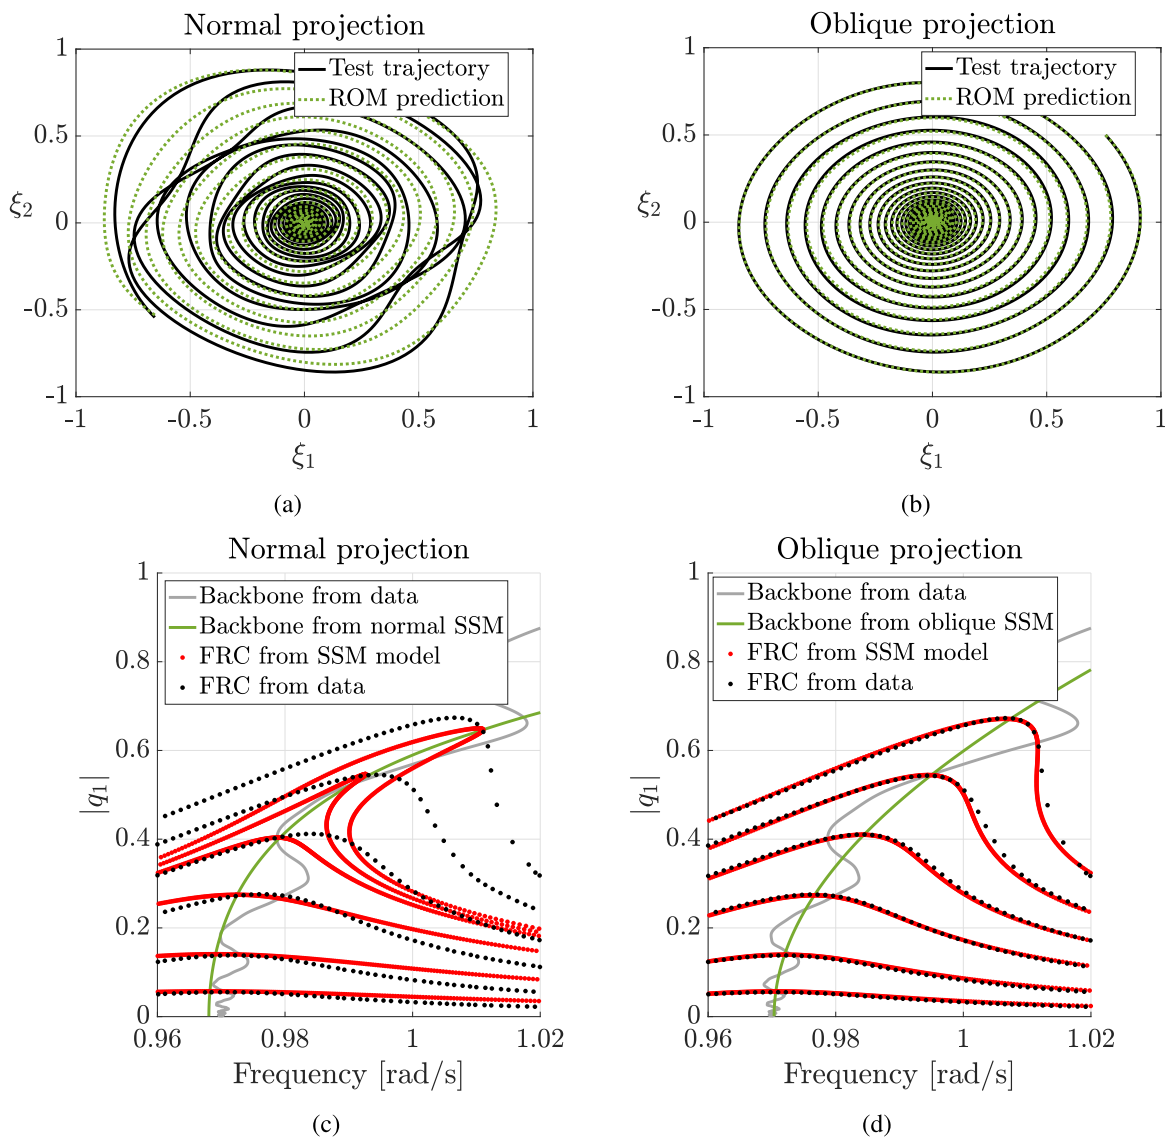 Normal projection
1
0.5
ξ2
0
-0.5
-1
-1 -0.5 0 0.5 1
ξ1
Test trajectory
ROM prediction
(a)
Oblique projection
1
0.5
ξ2
0
-0.5
-1
-1 -0.5 0 0.5 1
ξ1
Test trajectory
ROM prediction
(b)
Normal projection
1
0.8
0.6
|q1|
0.4
0.2
0
0.96 0.98 1 1.02
Frequency [rad/s]
Backbone from data
Backbone from normal SSM
FRC from SSM model
FRC from data
(c)
Oblique projection
1
0.8
0.6
|q1|
0.4
0.2
0
0.96 0.98 1 1.02
Frequency [rad/s]
Backbone from data
Backbone from oblique SSM
FRC from SSM model
FRC from data
(d)